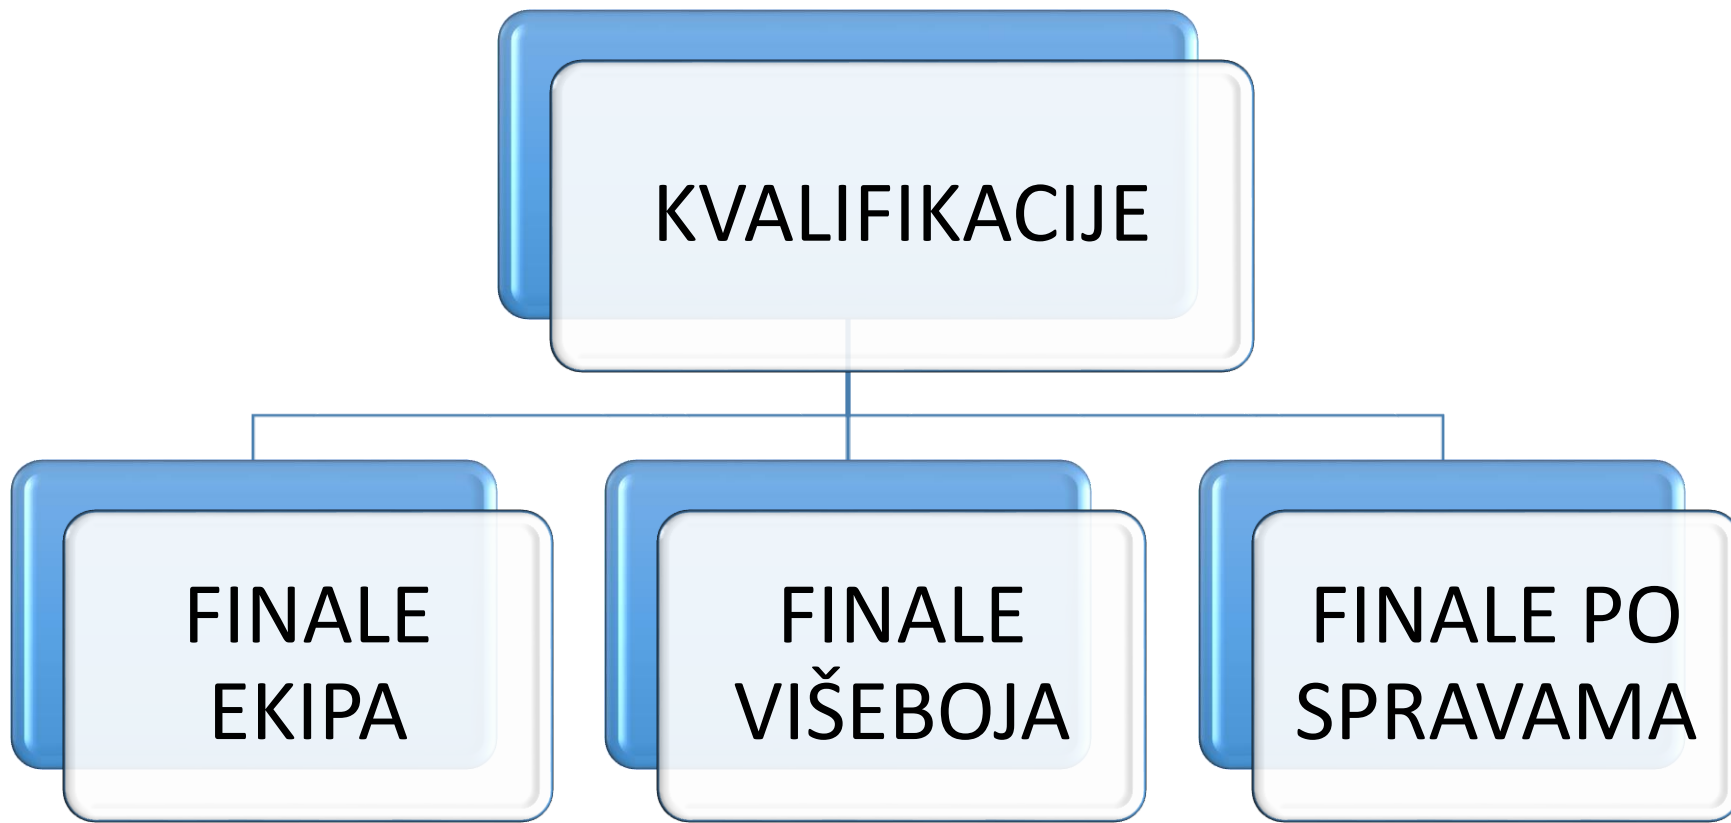 KVALIFIKACIJE
FINALE
EKIPA
FINALE
VIŠEBOJA
FINALE PO
SPRAVAMA